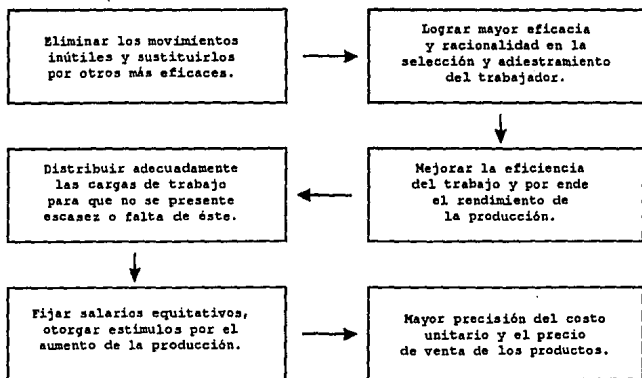 Eliminar los movimientos
inútiles y sustituirlos
por otros más eficaces.
Lograr mayor eficacia
y racionalidad en la
selección y adiestramiento
del trabajador.
Mejorar la eficiencia
del trabajo y por ende
el rendimiento de
la producción.
Distribuir adecuadamente
las cargas de trabajo
para que no se presente
escasez o falta de éste.
Fijar salarios equitativos,
otorgar estímulos por el
aumento de la producción.
Mayor precisión del costo
unitario y el precio
de venta de los productos.